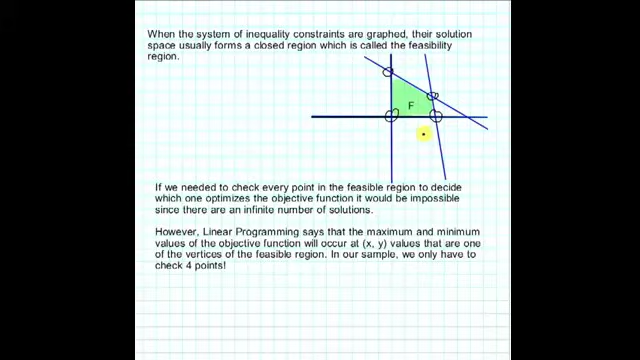 When the system of inequality constraints are graphed, their solution
space usually forms a closed region which is called the feasibility
region.
F
If we needed to check every point in the feasible region to decide
which one optimizes the objective function it would be impossible
since there are an infinite number of solutions.
However, Linear Programming says that the maximum and minimum
values of the objective function will occur at (x, y) values that are one
of the vertices of the feasible region. In our sample, we only have to
check 4 points!